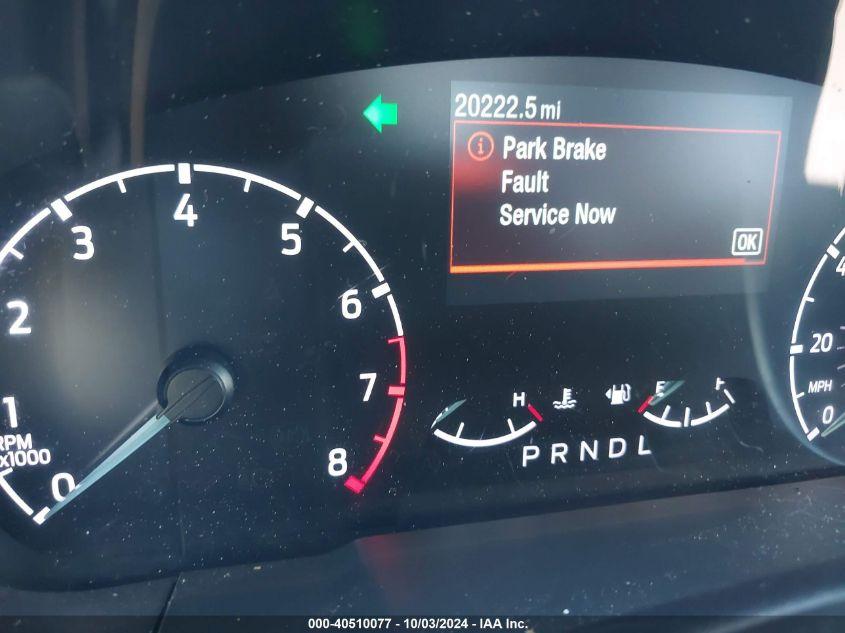 20222.5 mi
Park Brake
Fault
Service Now
OK
0
1
2
3
4
5
6
7
8
RPM
x1000
H
E
F
PRNDL
4
20
MPH
0
000-40510077 - 10/03/2024 - IAA Inc.